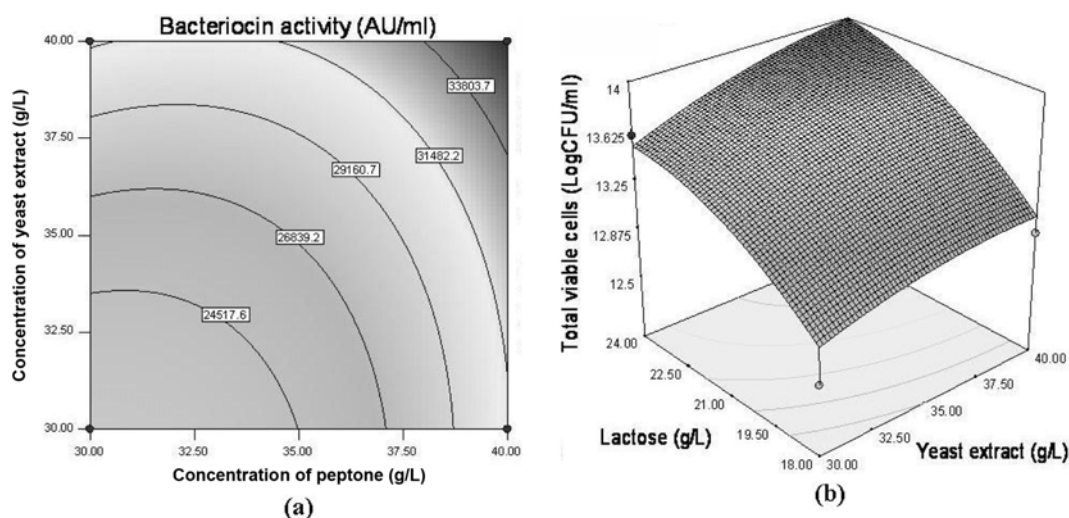 Bacteriocin activity (AU/ml)
40.00
37.50
35.00
32.50
30.00
Concentration of yeast extract (g/L)
33803.7
31482.2
29160.7
26839.2
24517.6
30.00 32.50 35.00 37.50 40.00
Concentration of peptone (g/L)
(a)
Total viable cells (LogCFU/ml)
14
13.625
13.25
12.875
12.5
24.00
22.50
21.00
19.50
18.00
Lactose (g/L)
40.00
37.50
35.00
32.50
30.00
Yeast extract (g/L)
(b)